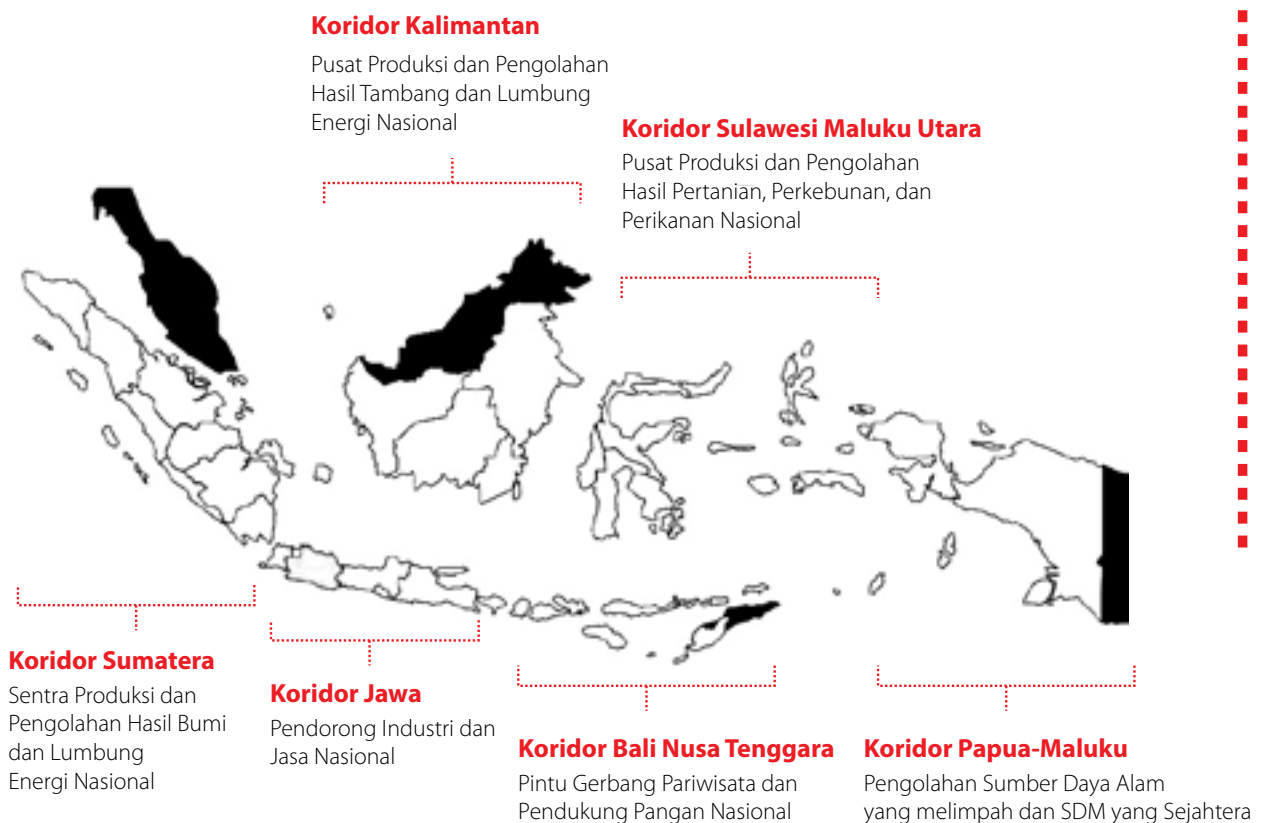 Koridor Kalimantan
Pusat Produksi dan Pengolahan
Hasil Tambang dan Lumbung
Energi Nasional
Koridor Sulawesi Maluku Utara
Pusat Produksi dan Pengolahan
Hasil Pertanian, Perkebunan, dan
Perikanan Nasional
Koridor Sumatera
Sentra Produksi dan
Pengolahan Hasil Bumi
dan Lumbung
Energi Nasional
Koridor Jawa
Pendorong Industri dan
Jasa Nasional
Koridor Bali Nusa Tenggara
Pintu Gerbang Pariwisata dan
Pendukung Pangan Nasional
Koridor Papua-Maluku
Pengolahan Sumber Daya Alam
yang melimpah dan SDM yang Sejahtera